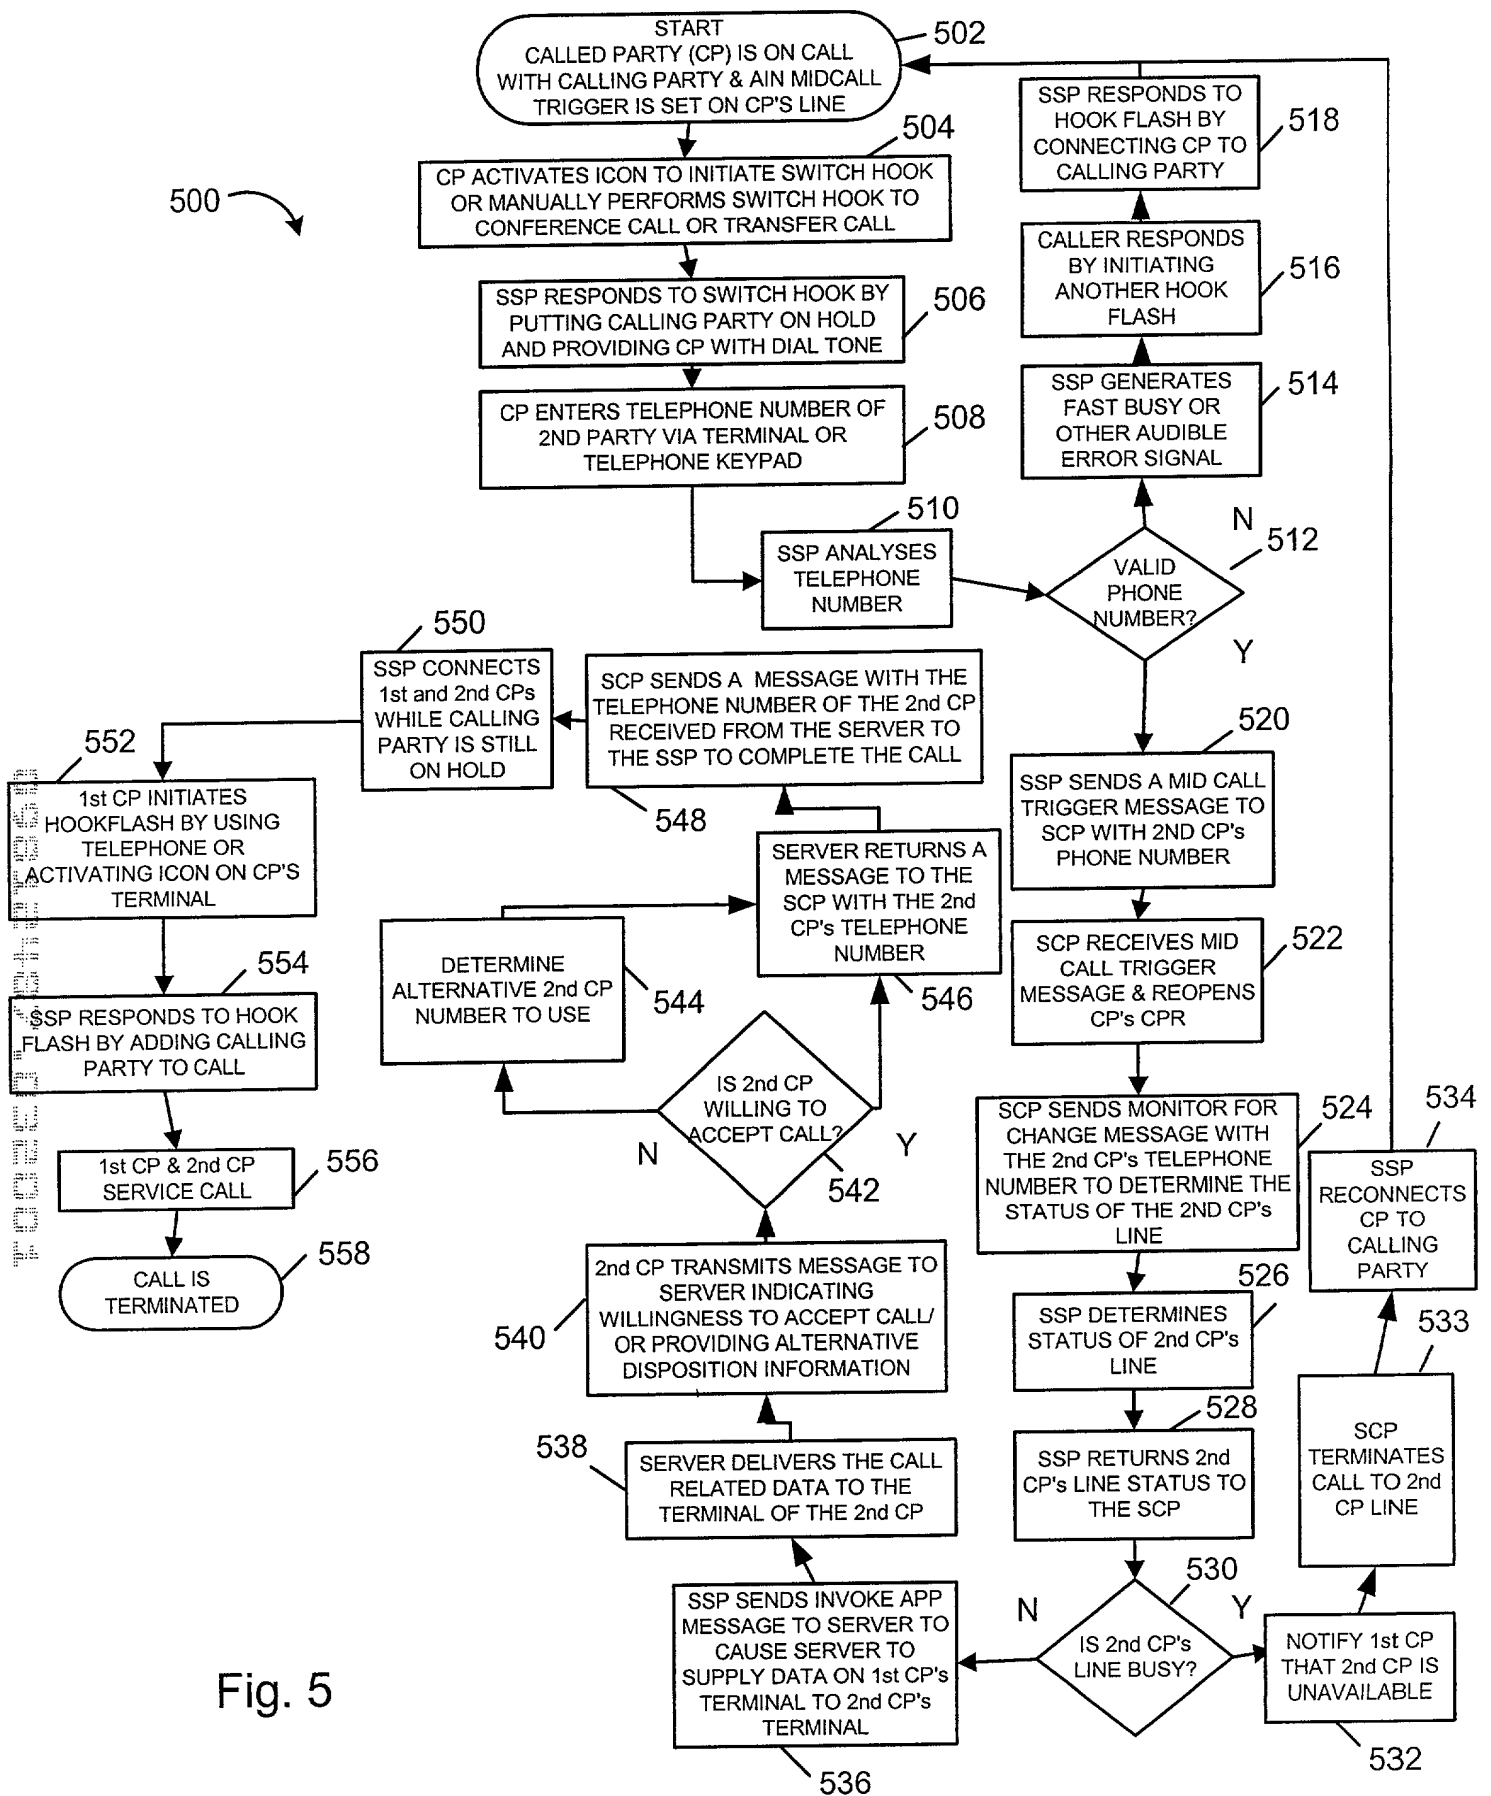 START
CALLED PARTY (CP) IS ON CALL
WITH CALLING PARTY & AIN MIDCALL
TRIGGER IS SET ON CP'S LINE
502
504
CP ACTIVATES ICON TO INITIATE SWITCH HOOK
OR MANUALLY PERFORMS SWITCH HOOK TO
CONFERENCE CALL OR TRANSFER CALL
500
SSP RESPONDS TO SWITCH HOOK BY
PUTTING CALLING PARTY ON HOLD
AND PROVIDING CP WITH DIAL TONE
506
CP ENTERS TELEPHONE NUMBER OF
2ND PARTY VIA TERMINAL OR
TELEPHONE KEYPAD
508
510
SSP ANALYSES
TELEPHONE
NUMBER
VALID
PHONE
NUMBER?
512
N
Y
SSP GENERATES
FAST BUSY OR
OTHER AUDIBLE
ERROR SIGNAL
514
CALLER RESPONDS
BY INITIATING
ANOTHER HOOK
FLASH
516
SSP RESPONDS TO
HOOK FLASH BY
CONNECTING CP TO
CALLING PARTY
518
520
SSP SENDS A MID CALL
TRIGGER MESSAGE TO
SCP WITH 2ND CP's
PHONE NUMBER
522
SCP RECEIVES MID
CALL TRIGGER
MESSAGE & REOPENS
CP's CPR
524
SCP SENDS MONITOR FOR
CHANGE MESSAGE WITH
THE 2nd CP's TELEPHONE
NUMBER TO DETERMINE THE
STATUS OF THE 2ND CP's
LINE
526
SSP DETERMINES
STATUS OF 2nd CP's
LINE
528
SSP RETURNS 2nd
CP's LINE STATUS TO
THE SCP
530
IS 2nd CP's
LINE BUSY?
N
Y
NOTIFY 1st CP
THAT 2nd CP IS
UNAVAILABLE
532
533
SCP
TERMINATES
CALL TO 2nd
CP LINE
534
SSP
RECONNECTS
CP TO
CALLING
PARTY
SSP SENDS INVOKE APP
MESSAGE TO SERVER TO
CAUSE SERVER TO
SUPPLY DATA ON 1st CP's
TERMINAL TO 2nd CP's
TERMINAL
536
538
SERVER DELIVERS THE CALL
RELATED DATA TO THE
TERMINAL OF THE 2nd CP
540
2nd CP TRANSMITS MESSAGE TO
SERVER INDICATING
WILLINGNESS TO ACCEPT CALL/
OR PROVIDING ALTERNATIVE
DISPOSITION INFORMATION
IS 2nd CP
WILLING TO
ACCEPT CALL?
542
N
Y
DETERMINE
ALTERNATIVE 2nd CP
NUMBER TO USE
544
SERVER RETURNS A
MESSAGE TO THE
SCP WITH THE 2nd
CP's TELEPHONE
NUMBER
546
SCP SENDS A MESSAGE WITH THE
TELEPHONE NUMBER OF THE 2nd CP
RECEIVED FROM THE SERVER TO
THE SSP TO COMPLETE THE CALL
548
550
SSP CONNECTS
1st and 2nd CPs
WHILE CALLING
PARTY IS STILL
ON HOLD
552
1st CP INITIATES
HOOKFLASH BY USING
TELEPHONE OR
ACTIVATING ICON ON CP'S
TERMINAL
554
SSP RESPONDS TO HOOK
FLASH BY ADDING CALLING
PARTY TO CALL
1st CP & 2nd CP
SERVICE CALL
556
CALL IS
TERMINATED
558
Fig. 5